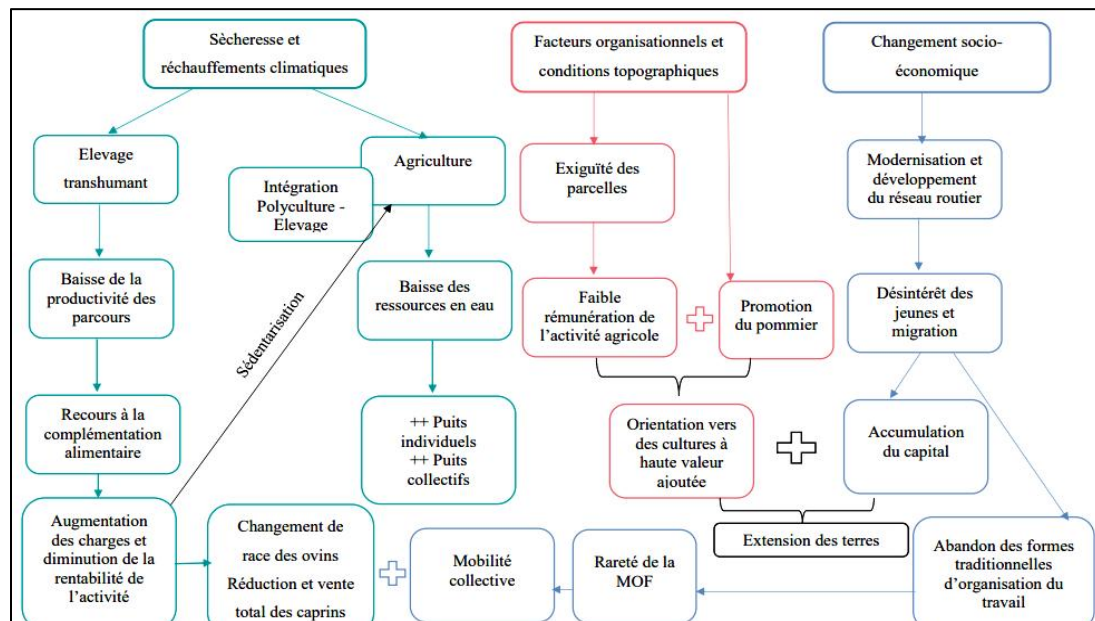 Sècheresse et
réchauffements climatiques
Facteurs organisationnels et
conditions topographiques
Changement socio-
économique
Elevage
transhumant
Agriculture
Intégration
Polyculture -
Elevage
Exiguïté des
parcelles
Modernisation et
développement
du réseau routier
Baisse de la
productivité des
parcours
Sédentarisation
Baisse des
ressources en eau
Faible
rémunération de
l’activité agricole
Promotion
du pommier
Désintérêt des
jeunes et
migration
Recours à la
complémentation
alimentaire
++ Puits
individuels
++ Puits
collectifs
Orientation vers
des cultures à
haute valeur
ajoutée
Accumulation
du capital
Extension des terres
Augmentation
des charges et
diminution de la
rentabilité de
l’activité
Changement de
race des ovins
Réduction et vente
total des caprins
Mobilité
collective
Rareté de la
MOF
Abandon des formes
traditionnelles
d’organisation du
travail